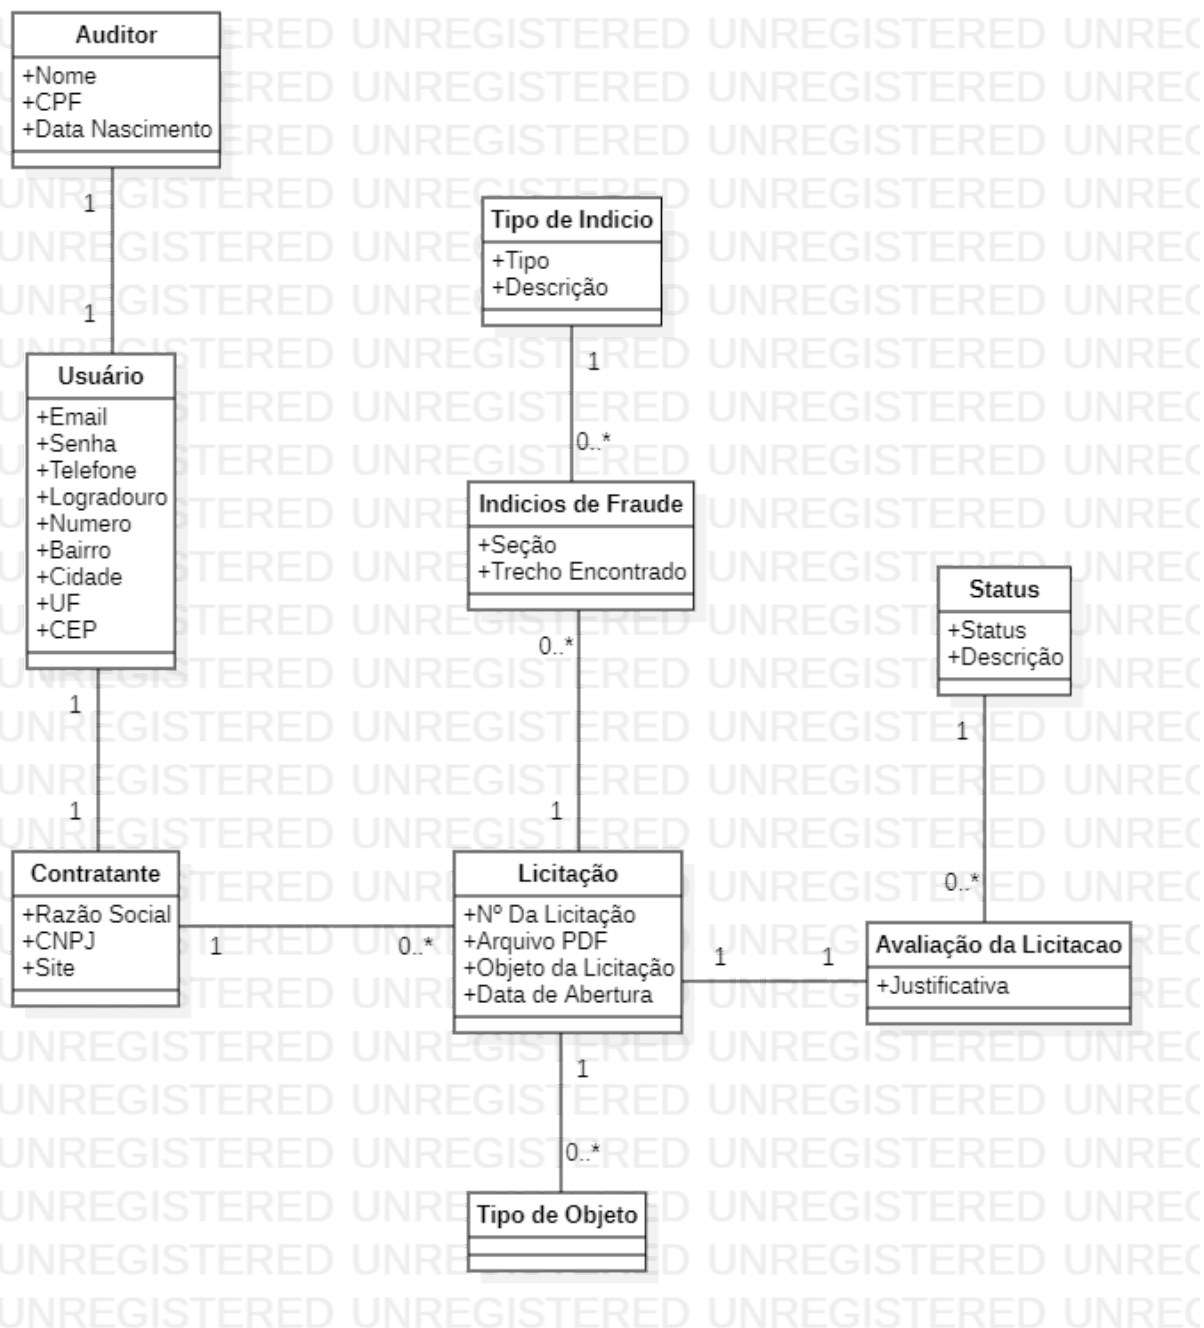 Auditor
+Nome
+CPF
+Data Nascimento
1
1
Usuário
+Email
+Senha
+Telefone
+Logradouro
+Numero
+Bairro
+Cidade
+UF
+CEP
1
1
Contratante
+Razão Social
+CNPJ
+Site
1
0..*
Tipo de Indicio
+Tipo
+Descrição
1
0..*
Indicios de Fraude
+Seção
+Trecho Encontrado
0..*
1
Licitação
+Nº Da Licitação
+Arquivo PDF
+Objeto da Licitação
+Data de Abertura
1
1
Status
+Status
+Descrição
1
0..*
Avaliação da Licitacao
+Justificativa
1
0..*
Tipo de Objeto
UNREGISTERED